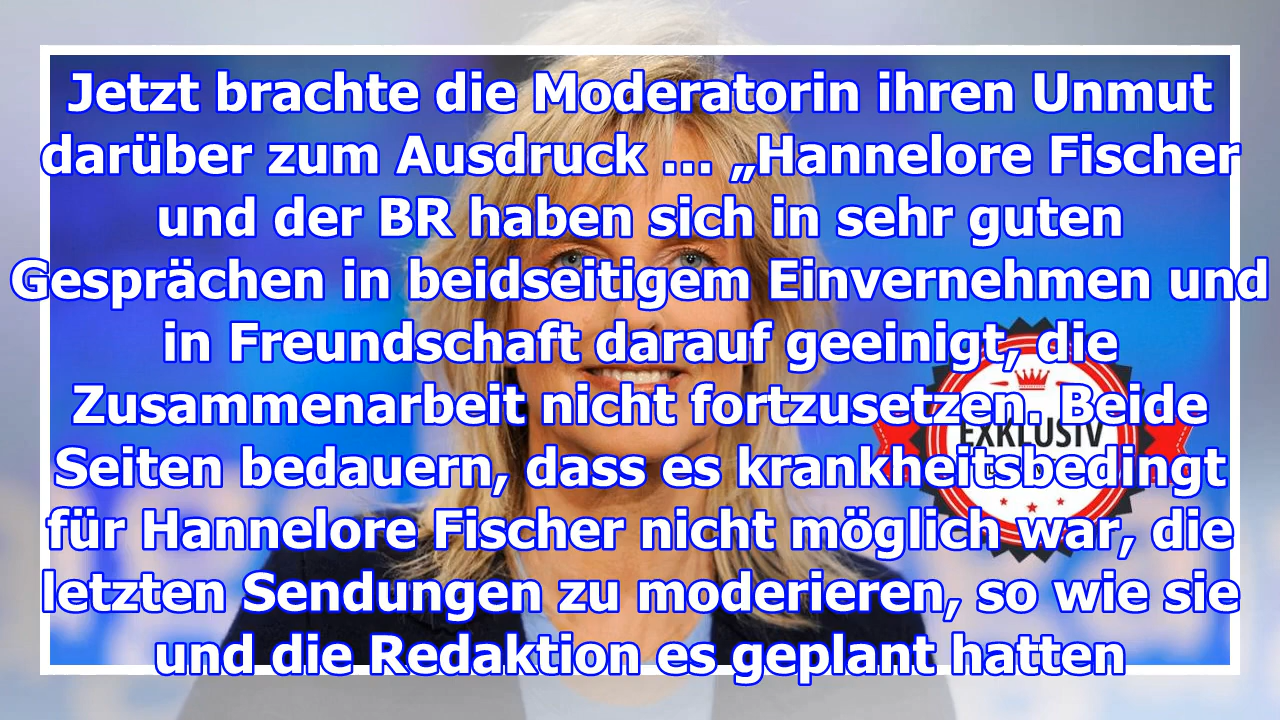 Jetzt brachte die Moderatorin ihren Unmut
darüber zum Ausdruck ... „Hannelore Fischer
und der BR haben sich in sehr guten
Gesprächen in beidseitigem Einvernehmen und
in Freundschaft darauf geeinigt, die
Zusammenarbeit nicht fortzusetzen. Beide
EXKLUSIV
Seiten bedauern, dass es krankheitsbedingt
für Hannelore Fischer nicht möglich war, die
letzten Sendungen zu moderieren, so wie sie
und die Redaktion es geplant hatten